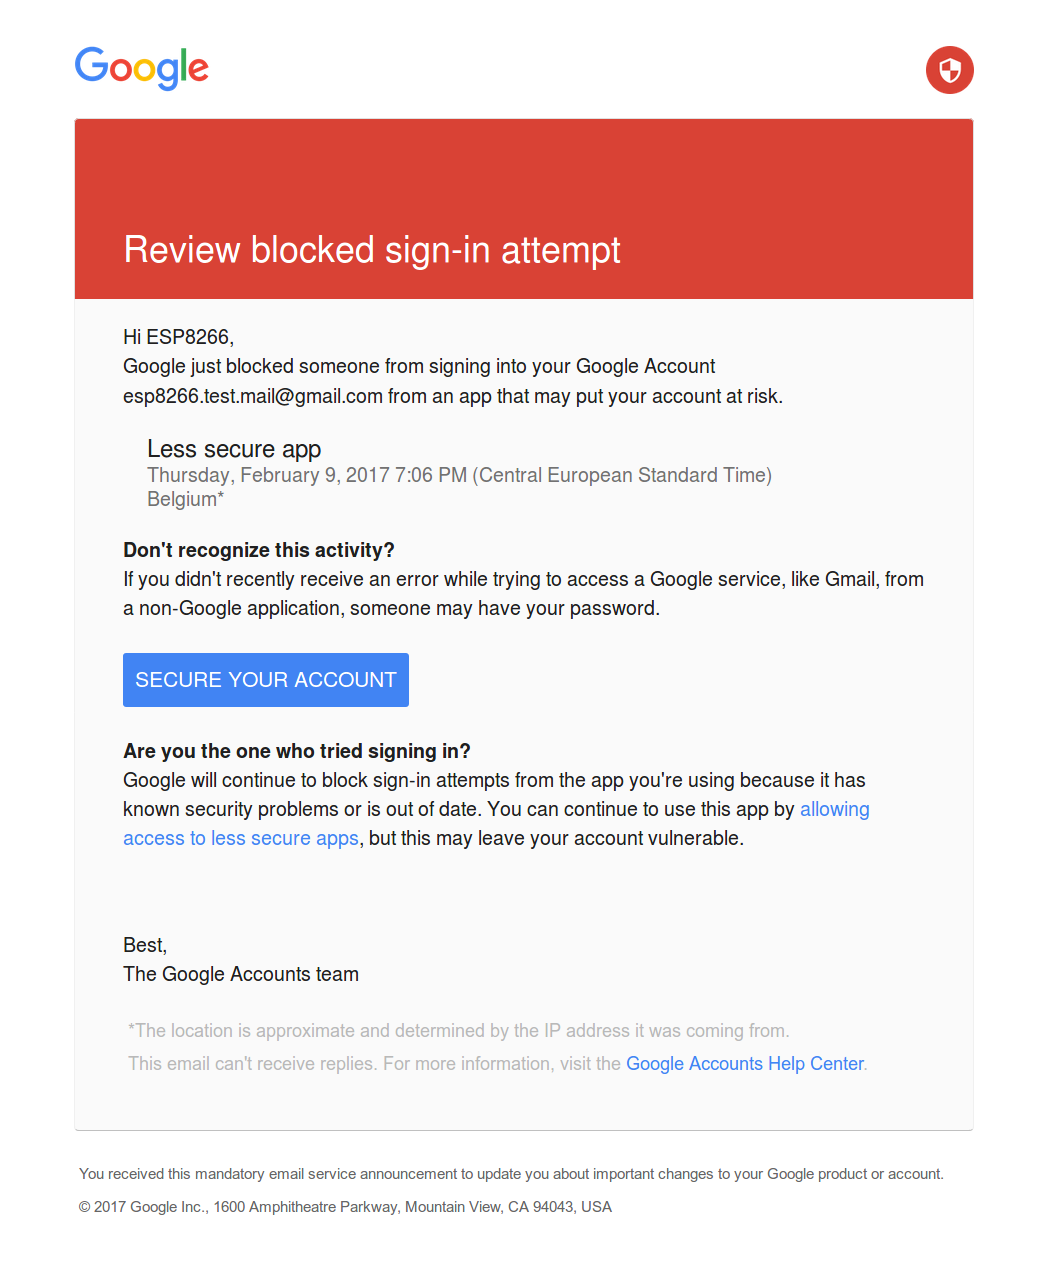 Google
Review blocked sign-in attempt
Hi ESP8266,
Google just blocked someone from signing into your Google Account
esp8266.test.mail@gmail.com from an app that may put your account at risk.
Less secure app
Thursday, February 9, 2017 7:06 PM (Central European Standard Time)
Belgium*
Don't recognize this activity?
If you didn't recently receive an error while trying to access a Google service, like Gmail, from
a non-Google application, someone may have your password.
SECURE YOUR ACCOUNT
Are you the one who tried signing in?
Google will continue to block sign-in attempts from the app you're using because it has
known security problems or is out of date. You can continue to use this app by allowing
access to less secure apps, but this may leave your account vulnerable.
Best,
The Google Accounts team
*The location is approximate and determined by the IP address it was coming from.
This email can't receive replies. For more information, visit the Google Accounts Help Center.
You received this mandatory email service announcement to update you about important changes to your Google product or account.
© 2017 Google Inc., 1600 Amphitheatre Parkway, Mountain View, CA 94043, USA